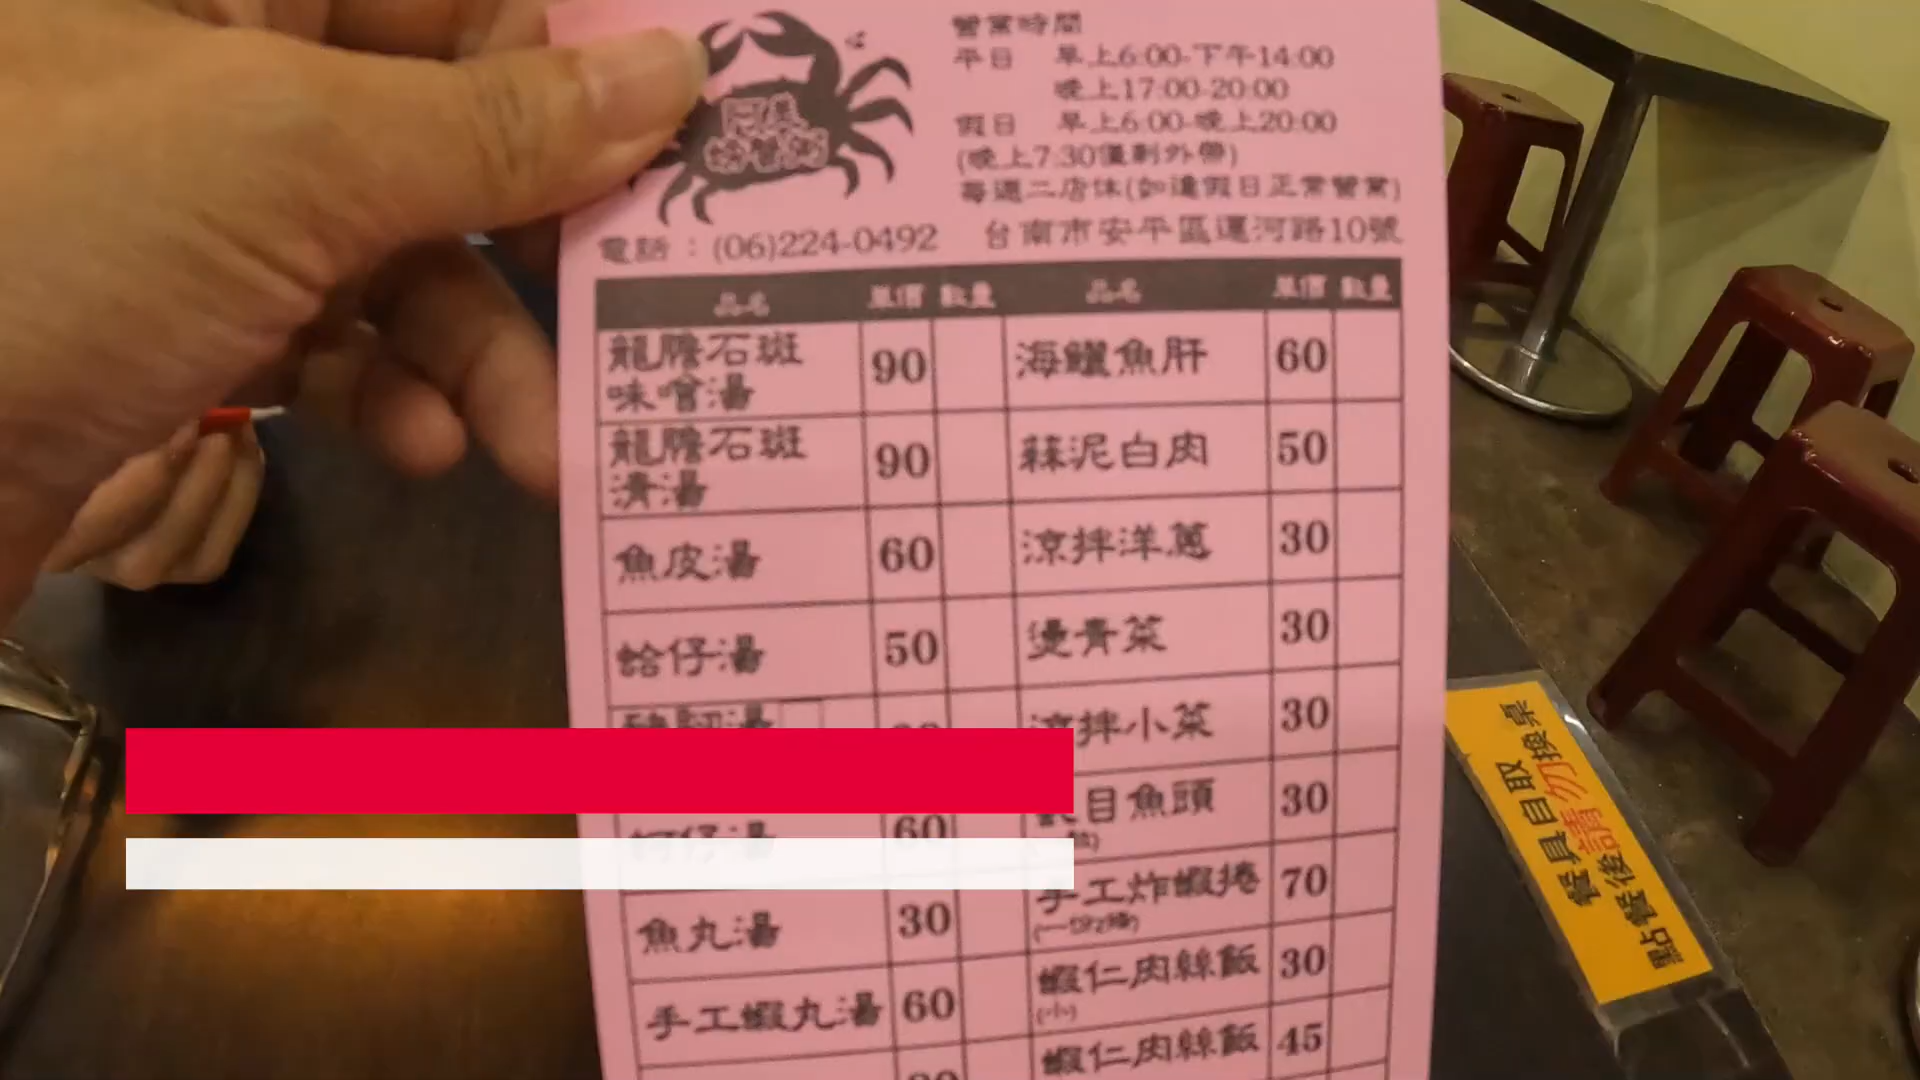 營業時間
平日 早上6:00-下午14:00
晚上17:00-20:00
假日 早上6:00-晚上20:00
(晚上7:30僅剩外帶)
每週二店休(如遇假日正常營業)
電話：(06)224-0492 台南市安平區運河路10號
品名 單價 數量 品名 單價 數量
龍膽石斑味噌湯 90 海鱺魚肝 60
龍膽石斑清湯 90 蒜泥白肉 50
魚皮湯 60 涼拌洋蔥 30
蛤仔湯 50 燙青菜 30
涼拌小菜 30
蚵仔湯 60 目魚頭 30
魚丸湯 30 手工炸蝦捲 70
手工蝦丸湯 60 蝦仁肉絲飯(小) 30
蝦仁肉絲飯 45
餐具自取
點餐後請勿換桌